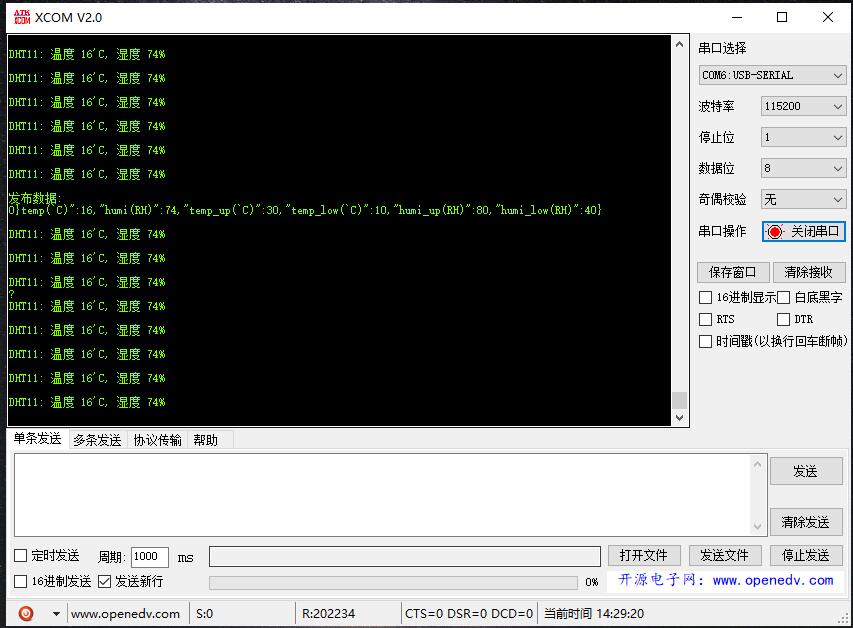 XCOM V2.0
DHT11: 温度 16`C, 湿度 74%
DHT11: 温度 16`C, 湿度 74%
DHT11: 温度 16`C, 湿度 74%
DHT11: 温度 16`C, 湿度 74%
DHT11: 温度 16`C, 湿度 74%
DHT11: 温度 16`C, 湿度 74%
发布数据:
0}temp(`C)":16,"humi(RH)":74,"temp_up(`C)":30,"temp_low(`C)":10,"humi_up(RH)":80,"humi_low(RH)":40}
DHT11: 温度 16`C, 湿度 74%
DHT11: 温度 16`C, 湿度 74%
DHT11: 温度 16`C, 湿度 74%
?
DHT11: 温度 16`C, 湿度 74%
DHT11: 温度 16`C, 湿度 74%
DHT11: 温度 16`C, 湿度 74%
DHT11: 温度 16`C, 湿度 74%
DHT11: 温度 16`C, 湿度 74%
串口选择
COM6:USB-SERIAL
波特率 115200
停止位 1
数据位 8
奇偶校验 无
串口操作 关闭串口
保存窗口 清除接收
16进制显示 白底黑字
RTS DTR
时间戳(以换行回车断帧)
单条发送 多条发送 协议传输 帮助
发送
清除发送
定时发送 周期: 1000 ms 打开文件 发送文件 停止发送
16进制发送 发送新行 0% 开源电子网：www.openedv.com
www.openedv.com S:0 R:202234 CTS=0 DSR=0 DCD=0 当前时间 14:29:20